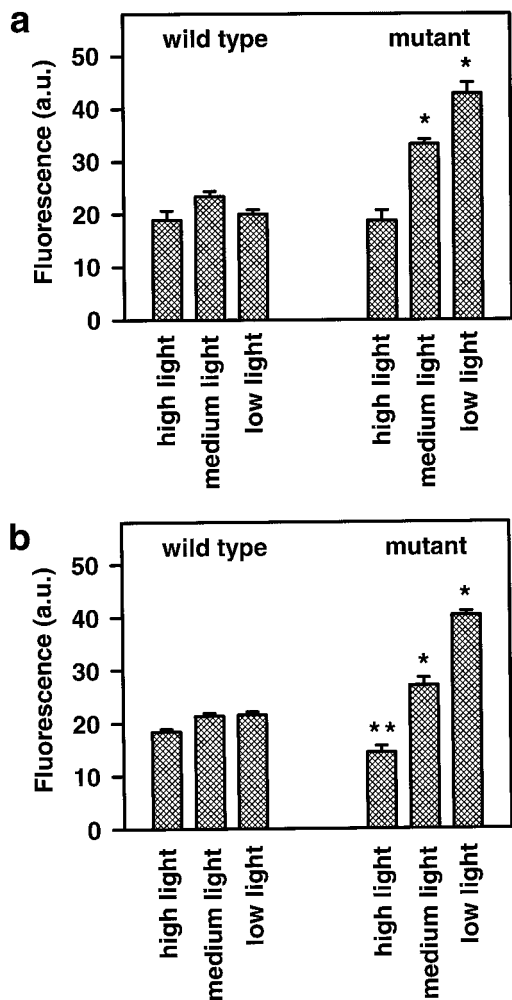 a
wild type
mutant
Fluorescence (a.u.)
50
40
30
20
10
0
*
*
high light
medium light
low light
high light
medium light
low light
b
wild type
mutant
Fluorescence (a.u.)
50
40
30
20
10
0
**
*
*
high light
medium light
low light
high light
medium light
low light